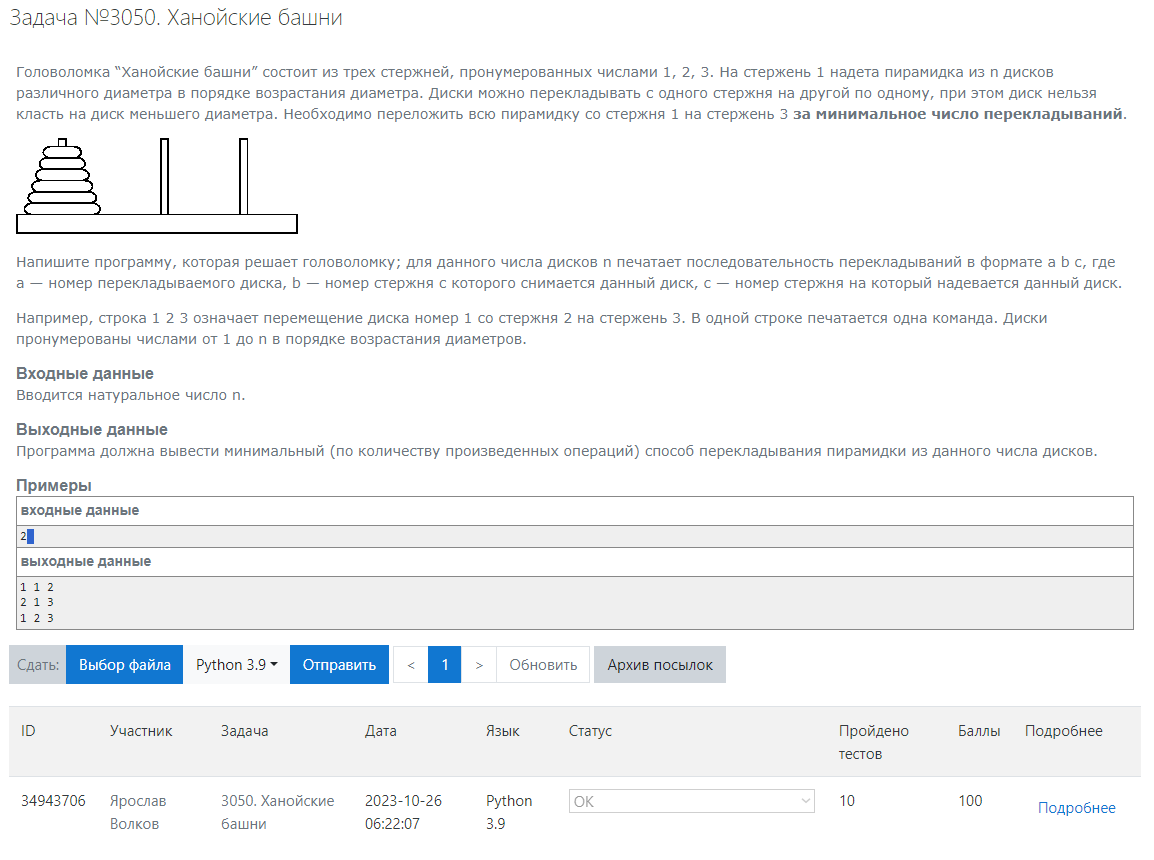 Задача №3050. Ханойские башни
Головоломка “Ханойские башни” состоит из трех стержней, пронумерованных числами 1, 2, 3. На стержень 1 надета пирамидка из n дисков
различного диаметра в порядке возрастания диаметра. Диски можно перекладывать с одного стержня на другой по одному, при этом диск нельзя
класть на диск меньшего диаметра. Необходимо переложить всю пирамидку со стержня 1 на стержень 3 за минимальное число перекладываний.
Напишите программу, которая решает головоломку; для данного числа дисков n печатает последовательность перекладываний в формате a b c, где
a — номер перекладываемого диска, b — номер стержня с которого снимается данный диск, c — номер стержня на который надевается данный диск.
Например, строка 1 2 3 означает перемещение диска номер 1 со стержня 2 на стержень 3. В одной строке печатается одна команда. Диски
пронумерованы числами от 1 до n в порядке возрастания диаметров.
Входные данные
Вводится натуральное число n.
Выходные данные
Программа должна вывести минимальный (по количеству произведенных операций) способ перекладывания пирамидки из данного числа дисков.
Примеры
входные данные
2
выходные данные
1 1 2
2 1 3
1 2 3
Сдать: Выбор файла Python 3.9 Отправить < 1 > Обновить Архив посылок
ID Участник Задача Дата Язык Статус Пройдено Баллы Подробнее
тестов
34943706 Ярослав 3050. Ханойские 2023-10-26 Python OK 10 100 Подробнее
Волков башни 06:22:07 3.9